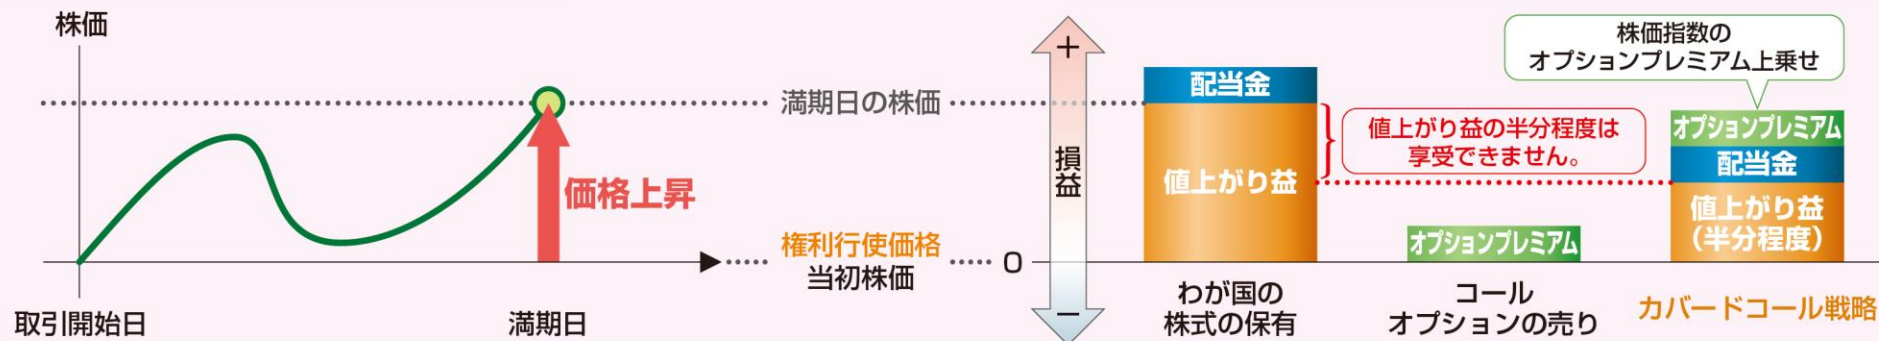 株価
価格上昇
取引開始日
満期日
満期日の株価
権利行使価格
当初株価
0
+
損益
−
配当金
値上がり益
わが国の
株式の保有
値上がり益の半分程度は
享受できません。
オプションプレミアム
コール
オプションの売り
株価指数の
オプションプレミアム上乗せ
オプションプレミアム
配当金
値上がり益
(半分程度)
カバードコール戦略